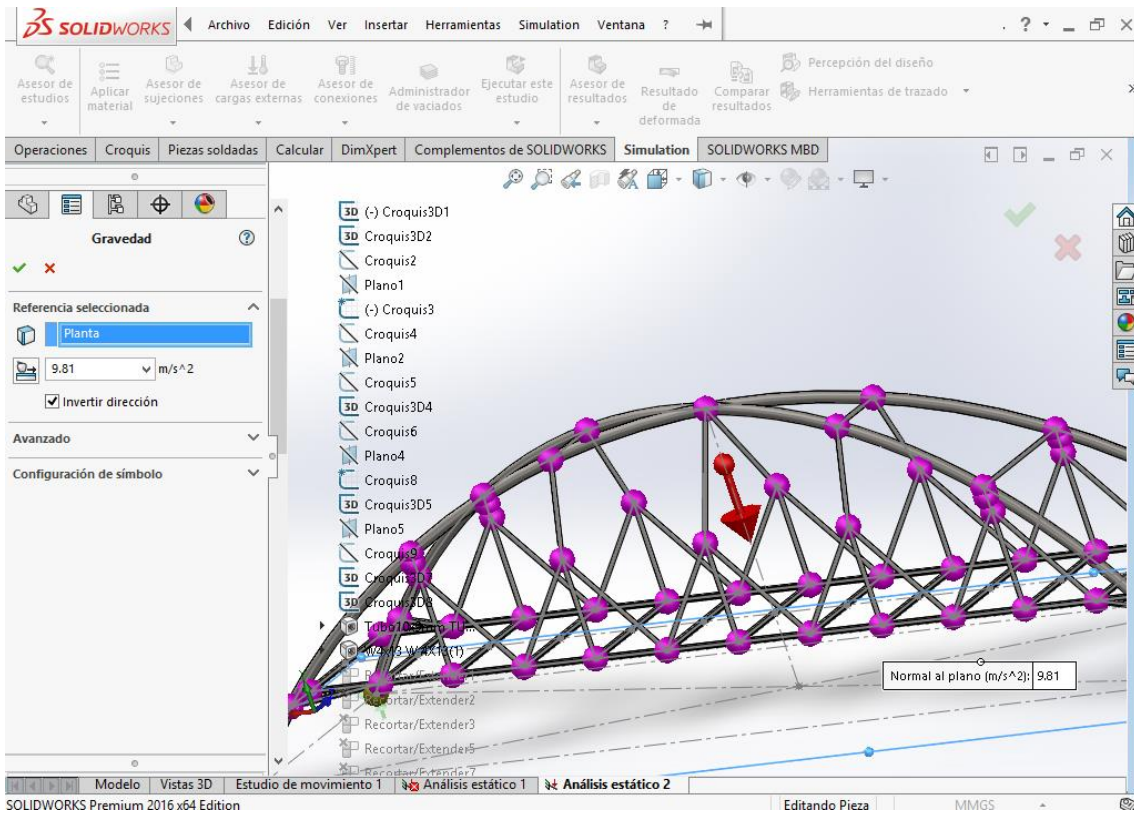 SOLIDWORKS Archivo Edición Ver Insertar Herramientas Simulation Ventana ?
Asesor de estudios
Aplicar material
Asesor de sujeciones
Asesor de cargas externas
Asesor de conexiones
Administrador de vaciados
Ejecutar este estudio
Asesor de resultados
Resultado de deformada
Comparar resultados
Percepción del diseño
Herramientas de trazado
Operaciones Croquis Piezas soldadas Calcular DimXpert Complementos de SOLIDWORKS Simulation SOLIDWORKS MBD
Gravedad
Referencia seleccionada
Planta
9.81 m/s^2
Invertir dirección
Avanzado
Configuración de símbolo
(-) Croquis3D1
Croquis3D2
Croquis2
Plano1
(-) Croquis3
Croquis4
Plano2
Croquis5
Croquis3D4
Croquis6
Plano4
Croquis8
Croquis3D5
Plano5
Croquis9
Recortar/Extender2
Recortar/Extender3
Recortar/Extender5
Recortar/Extender7
Normal al plano (m/s^2): 9.81
Modelo Vistas 3D Estudio de movimiento 1 Análisis estático 1 Análisis estático 2
SOLIDWORKS Premium 2016 x64 Edition Editando Pieza MMGS